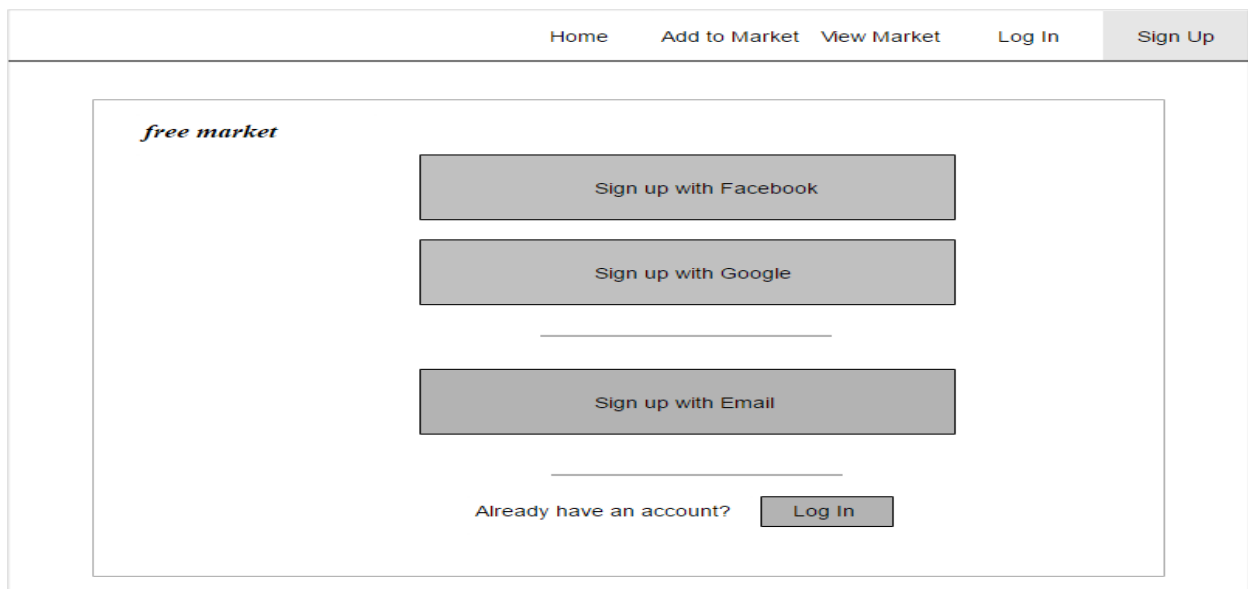 Home Add to Market View Market Log In Sign Up
free market
Sign up with Facebook
Sign up with Google
Sign up with Email
Already have an account? Log In